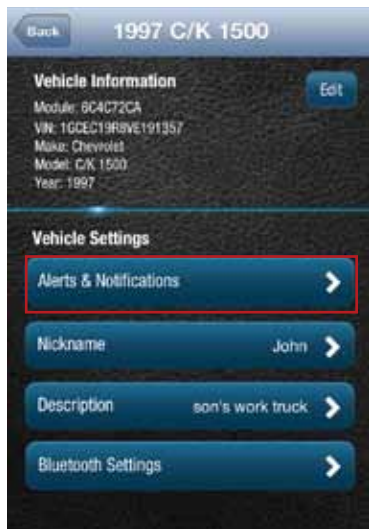 Back
1997 C/K 1500
Vehicle Information
Edit
Module: 6C4C72CA
VIN: 1GCEC19R8VE191357
Make: Chevrolet
Model: C/K 1500
Year: 1997
Vehicle Settings
Alerts & Notifications
Nickname John
Description son's work truck
Bluetooth Settings